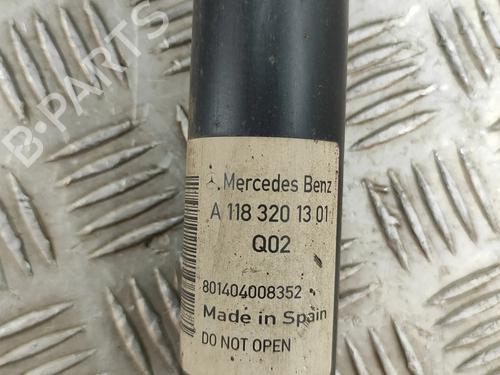 B-PARTS
Mercedes Benz
A 118 320 13 01
Q02
801404008352
Made in Spain
DO NOT OPEN